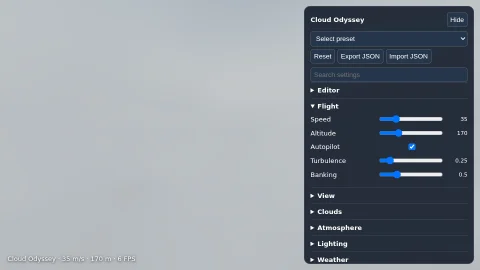 Cloud Odyssey
Hide
Select preset
Reset
Export JSON
Import JSON
Search settings
Editor
Flight
Speed 35
Altitude 170
Autopilot
Turbulence 0.25
Banking 0.5
View
Clouds
Atmosphere
Lighting
Weather
Cloud Odyssey · 35 m/s · 170 m · 6 FPS